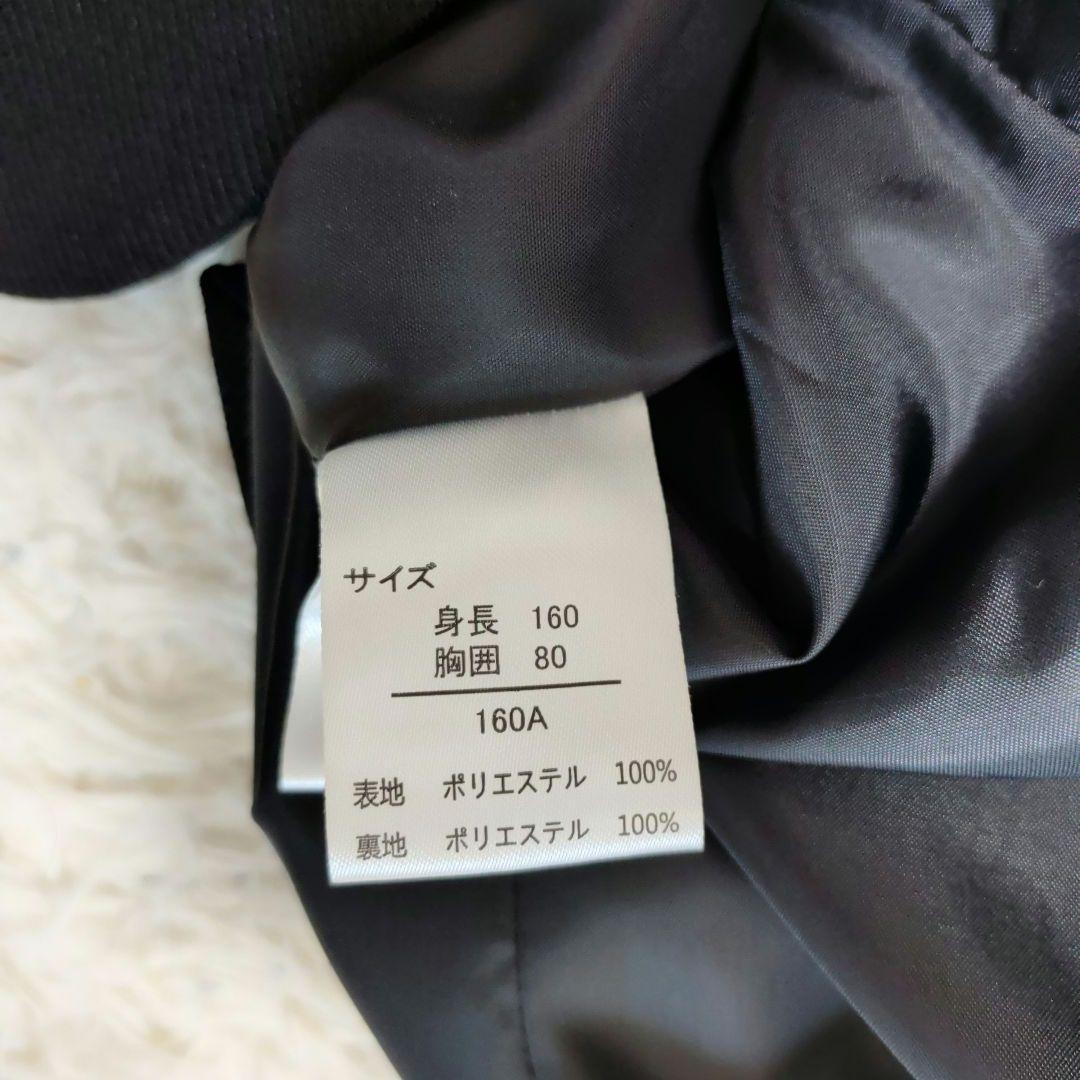 サイズ
身長 160
胸囲 80
160A
表地 ポリエステル 100%
裏地 ポリエステル 100%